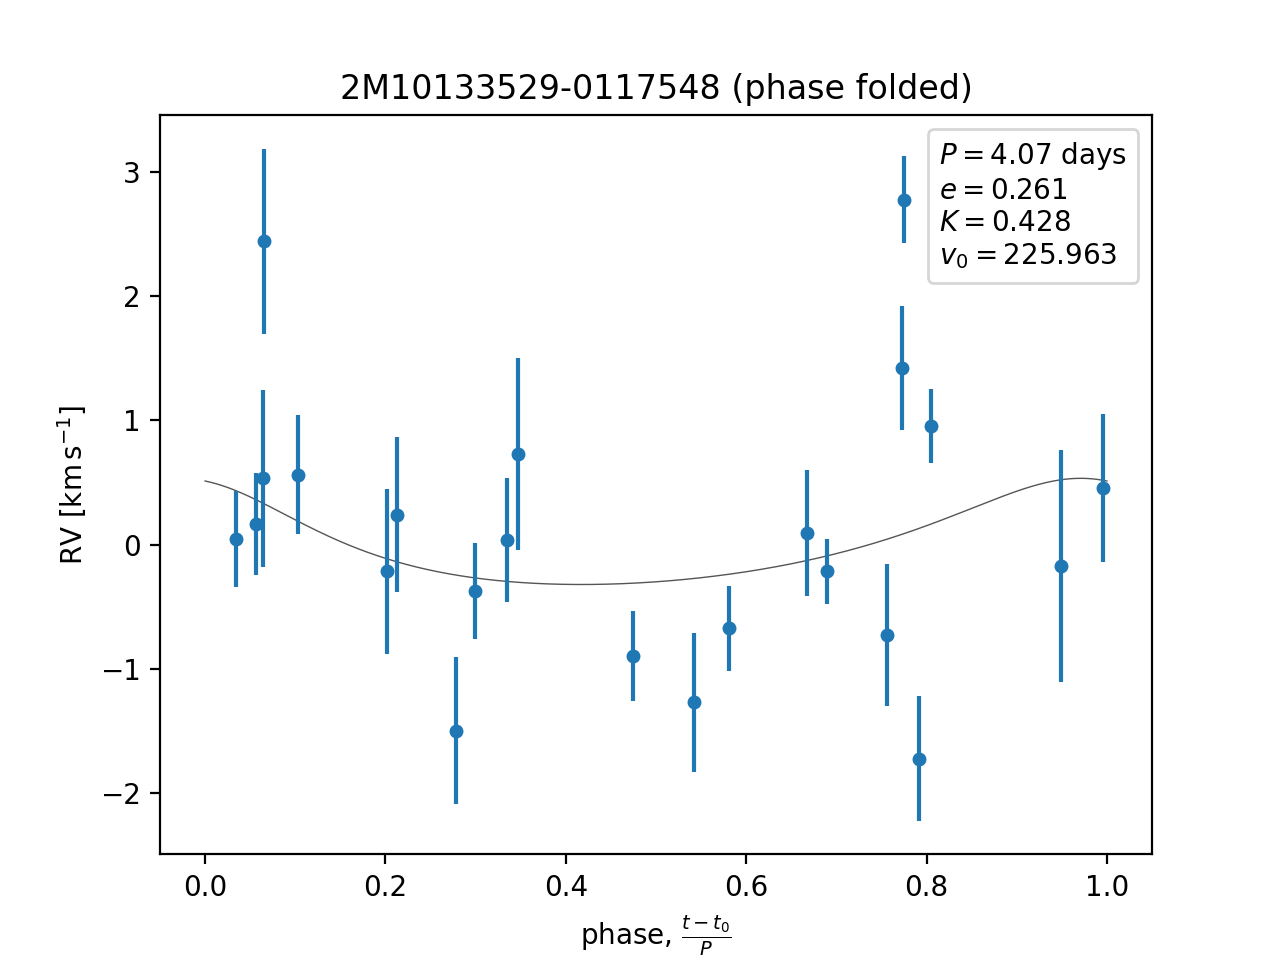 2M10133529-0117548 (phase folded)
P = 4.07 days
e = 0.261
K = 0.428
v₀ = 225.963
3
2
1
0
−1
−2
RV [km s⁻¹]
0.0 0.2 0.4 0.6 0.8 1.0
phase, (t − t₀)/P